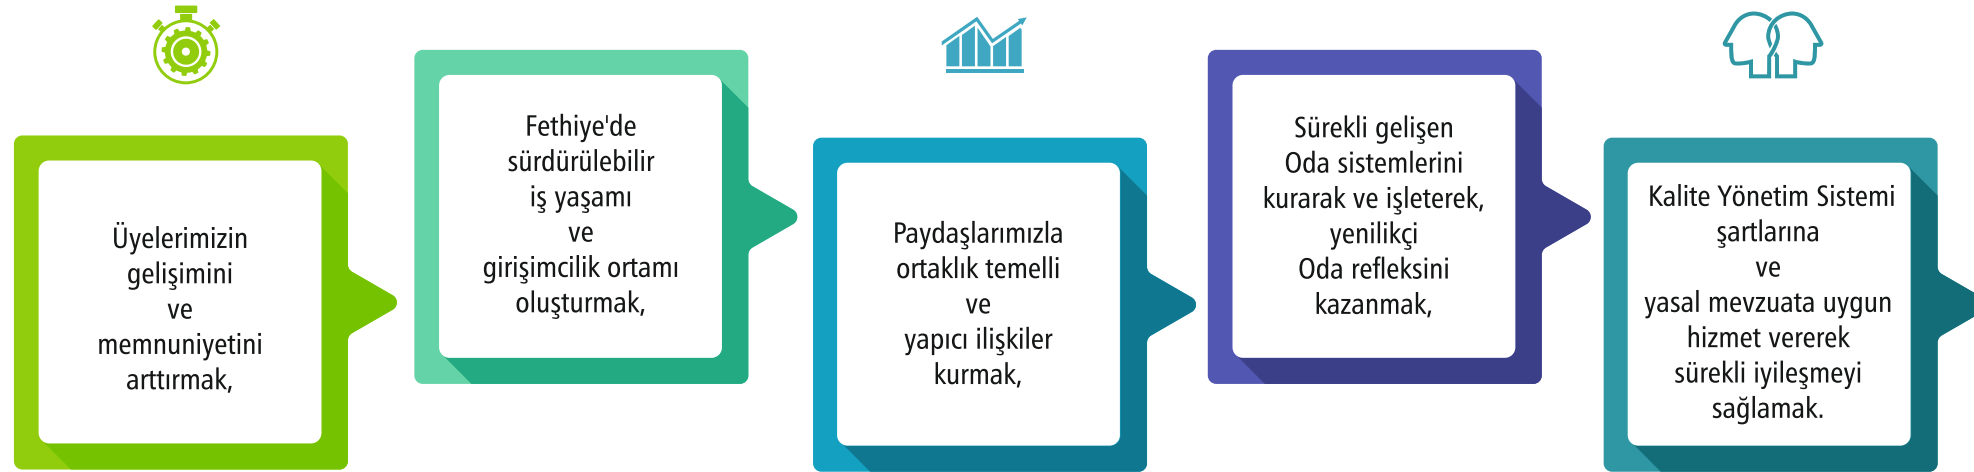 Üyelerimizin
gelişimini
ve
memnuniyetini
arttırmak,
Fethiye'de
sürdürülebilir
iş yaşamı
ve
girişimcilik ortamı
oluşturmak,
Paydaşlarımızla
ortaklık temelli
ve
yapıcı ilişkiler
kurmak,
Sürekli gelişen
Oda sistemlerini
kurarak ve işleterek,
yenilikçi
Oda refleksini
kazanmak,
Kalite Yönetim Sistemi
şartlarına
ve
yasal mevzuata uygun
hizmet vererek
sürekli iyileşmeyi
sağlamak.